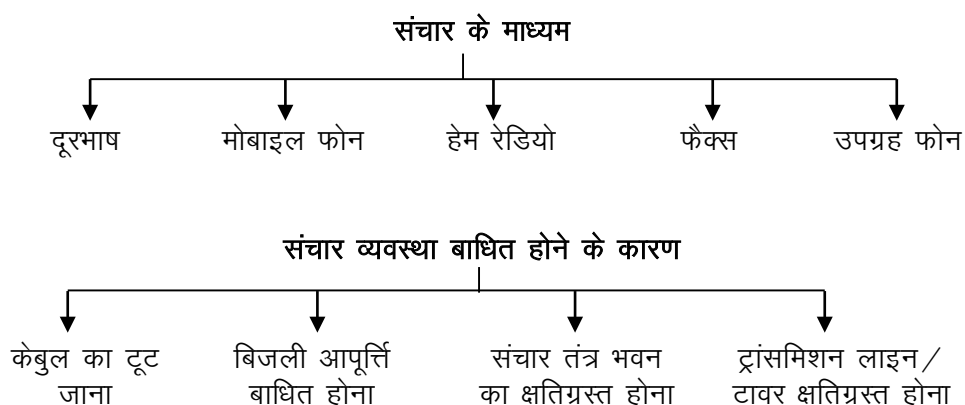 संचार के माध्यम
दूरभाष मोबाइल फोन हेम रेडियो फैक्स उपग्रह फोन
संचार व्यवस्था बाधित होने के कारण
केबुल का टूट बिजली आपूर्त्ति संचार तंत्र भवन ट्रांसमिशन लाइन/
जाना बाधित होना का क्षतिग्रस्त होना टावर क्षतिग्रस्त होना